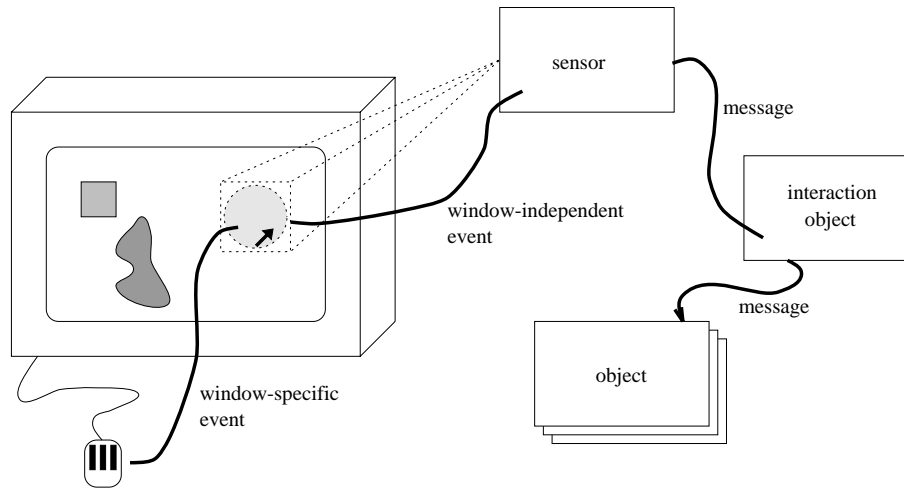 sensor
message
interaction
object
window-independent
event
message
object
window-specific
event